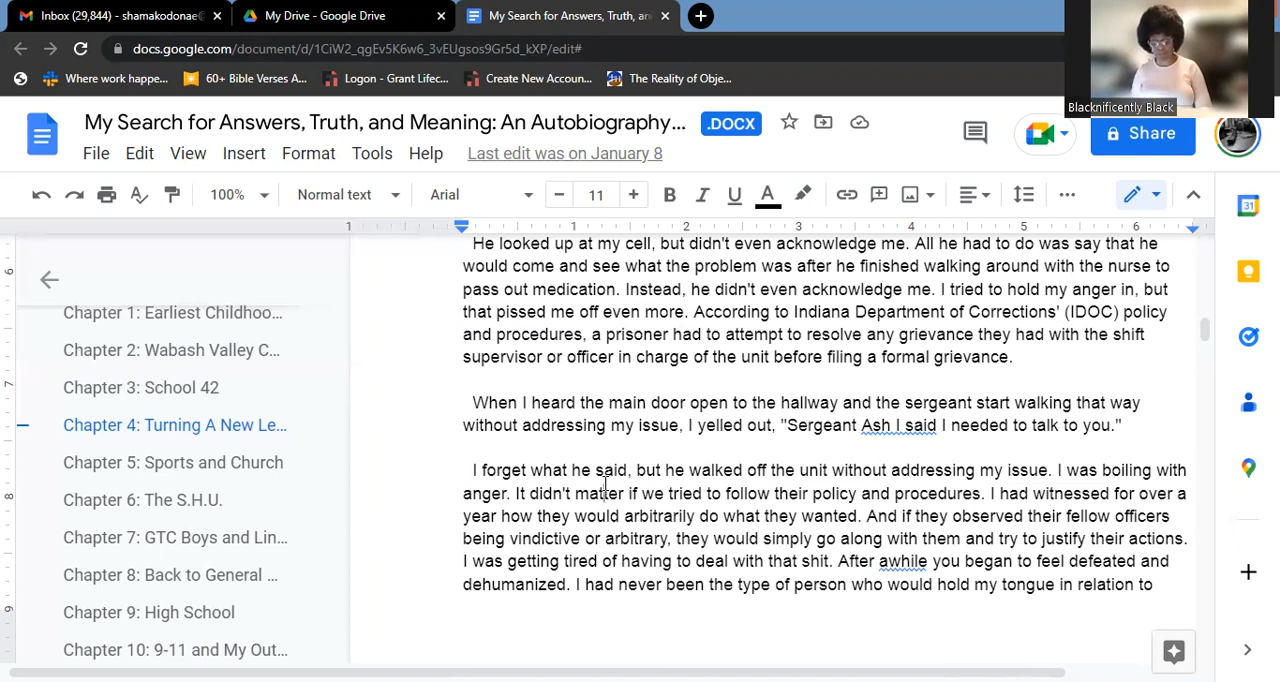 Inbox (29,844) - shamakodonae@
My Drive - Google Drive
My Search for Answers, Truth, an
docs.google.com/document/d/1CiW2_qgEv5K6w6_3vEUgsos9Gr5d_kXP/edit#
Where work happe...
60+ Bible Verses A...
Logon - Grant Lifec...
Create New Accoun...
The Reality of Obje...
Blacknificently Black
My Search for Answers, Truth, and Meaning: An Autobiography...
.DOCX
File Edit View Insert Format Tools Help Last edit was on January 8
Share
100% Normal text Arial 11 B I U A
1 1 2 3 4 5 6
31
6
7
8
9
Chapter 1: Earliest Childhoo...
Chapter 2: Wabash Valley C...
Chapter 3: School 42
Chapter 4: Turning A New Le...
Chapter 5: Sports and Church
Chapter 6: The S.H.U.
Chapter 7: GTC Boys and Lin...
Chapter 8: Back to General ...
Chapter 9: High School
Chapter 10: 9-11 and My Out...
He looked up at my cell, but didn't even acknowledge me. All he had to do was say that he
would come and see what the problem was after he finished walking around with the nurse to
pass out medication. Instead, he didn't even acknowledge me. I tried to hold my anger in, but
that pissed me off even more. According to Indiana Department of Corrections' (IDOC) policy
and procedures, a prisoner had to attempt to resolve any grievance they had with the shift
supervisor or officer in charge of the unit before filing a formal grievance.
When I heard the main door open to the hallway and the sergeant start walking that way
without addressing my issue, I yelled out, "Sergeant Ash I said I needed to talk to you."
I forget what he said, but he walked off the unit without addressing my issue. I was boiling with
anger. It didn't matter if we tried to follow their policy and procedures. I had witnessed for over a
year how they would arbitrarily do what they wanted. And if they observed their fellow officers
being vindictive or arbitrary, they would simply go along with them and try to justify their actions.
I was getting tired of having to deal with that shit. After awhile you began to feel defeated and
dehumanized. I had never been the type of person who would hold my tongue in relation to